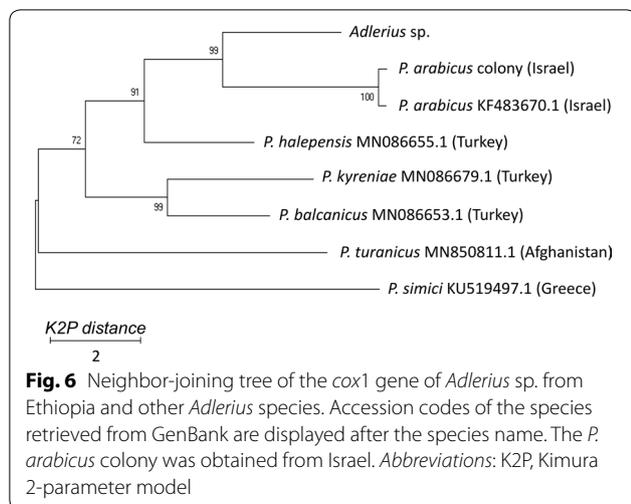 Adlerius sp.
99
P. arabicus colony (Israel)
91
100
P. arabicus KF483670.1 (Israel)
72
P. halepensis MN086655.1 (Turkey)
P. kyreniae MN086679.1 (Turkey)
99
P. balcanicus MN086653.1 (Turkey)
P. turanicus MN850811.1 (Afghanistan)
P. simici KU519497.1 (Greece)
K2P distance
2
Fig. 6 Neighbor-joining tree of the cox1 gene of Adlerius sp. from
Ethiopia and other Adlerius species. Accession codes of the species
retrieved from GenBank are displayed after the species name. The P.
arabicus colony was obtained from Israel. Abbreviations: K2P, Kimura
2-parameter model